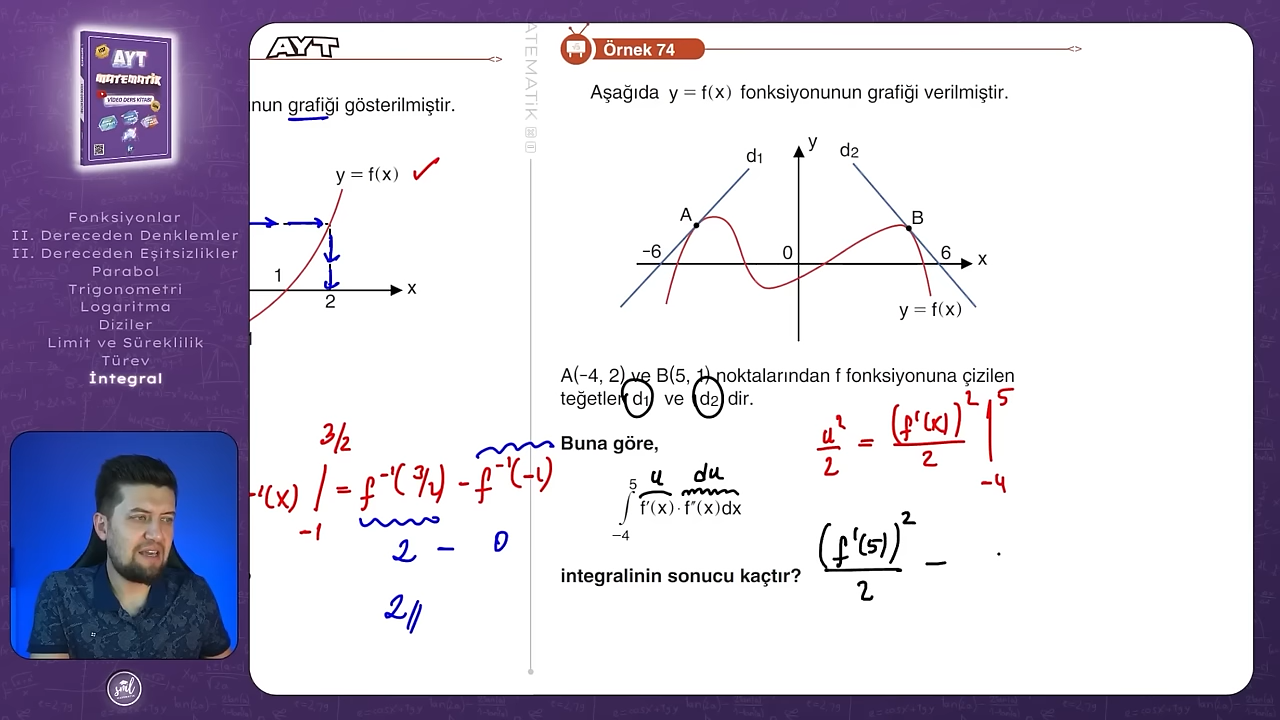 AYT
MATEMATİK
VIDEO DERS KİTABI
Fonksiyonlar
II. Dereceden Denklemler
II. Dereceden Eşitsizlikler
Parabol
Trigonometri
Logaritma
Diziler
Limit ve Süreklilik
Türev
İntegral
sml
AYT
nun grafiği gösterilmiştir.
y = f(x) ✓
1
2
x
⁻¹(x) | 3/2 -1 = f⁻¹(3/2) - f⁻¹(-1)
2 - 0
2//
ATEMATİK
Örnek 74
Aşağıda y = f(x) fonksiyonunun grafiği verilmiştir.
d1
y
d2
A
B
-6
0
6
x
y = f(x)
A(-4, 2) ve B(5, 1) noktalarından f fonksiyonuna çizilen
teğetler d1 ve d2 dir.
Buna göre,
u du
∫ 5 -4 f'(x) · f''(x)dx
integralinin sonucu kaçtır?
u²/2 = (f'(x))²/2 | 5 -4
(f'(5))²/2 -